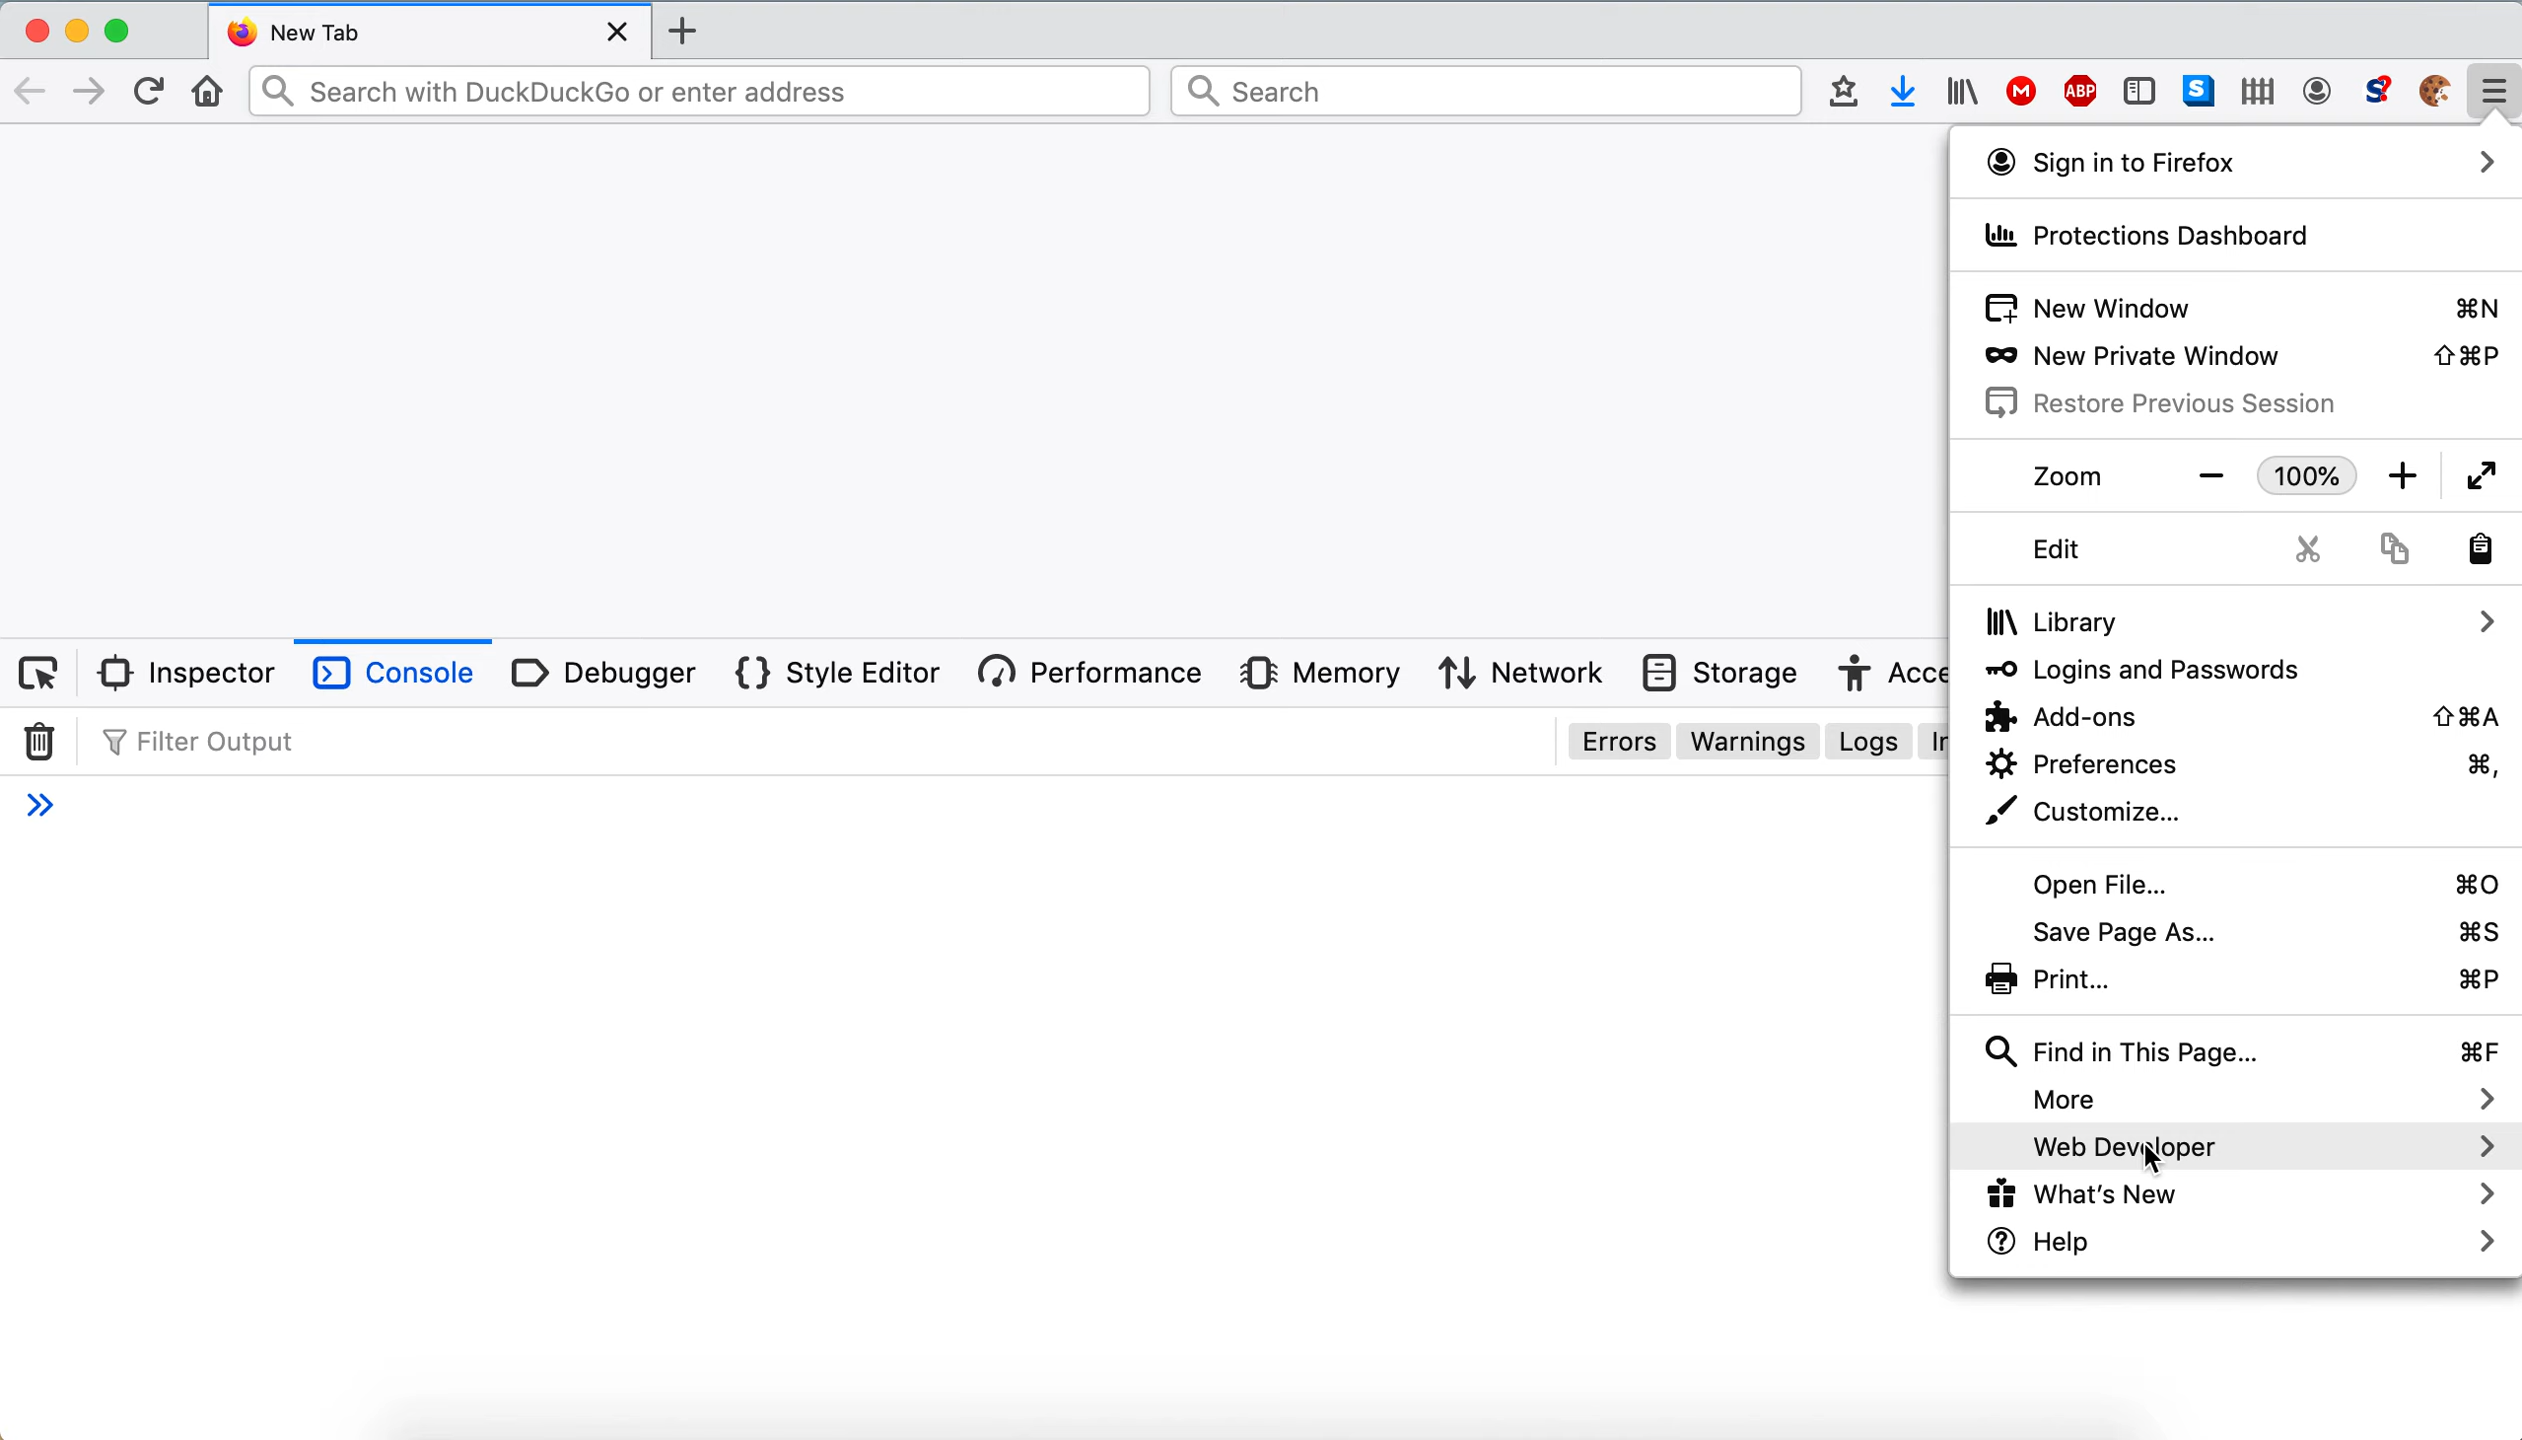 New Tab
Search with DuckDuckGo or enter address
Search
M
ABP
S
S?
Sign in to Firefox
Protections Dashboard
New Window ⌘N
New Private Window ⇧⌘P
Restore Previous Session
Zoom − 100% +
Edit
Library
Logins and Passwords
Add-ons ⇧⌘A
Preferences ⌘,
Customize...
Open File... ⌘O
Save Page As... ⌘S
Print... ⌘P
Find in This Page... ⌘F
More
Web Developer
What's New
Help
Inspector Console Debugger {} Style Editor Performance Memory Network Storage Acce
Filter Output Errors Warnings Logs In